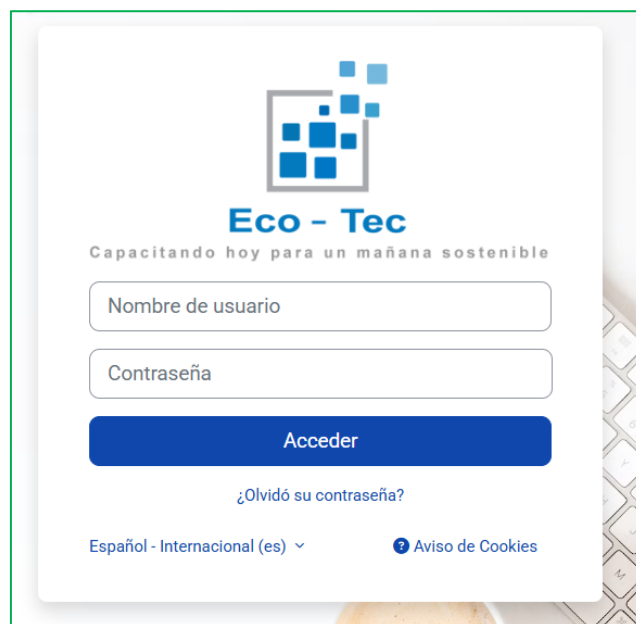 Eco - Tec
Capacitando hoy para un mañana sostenible
Nombre de usuario
Contraseña
Acceder
¿Olvidó su contraseña?
Español - Internacional (es)
Aviso de Cookies